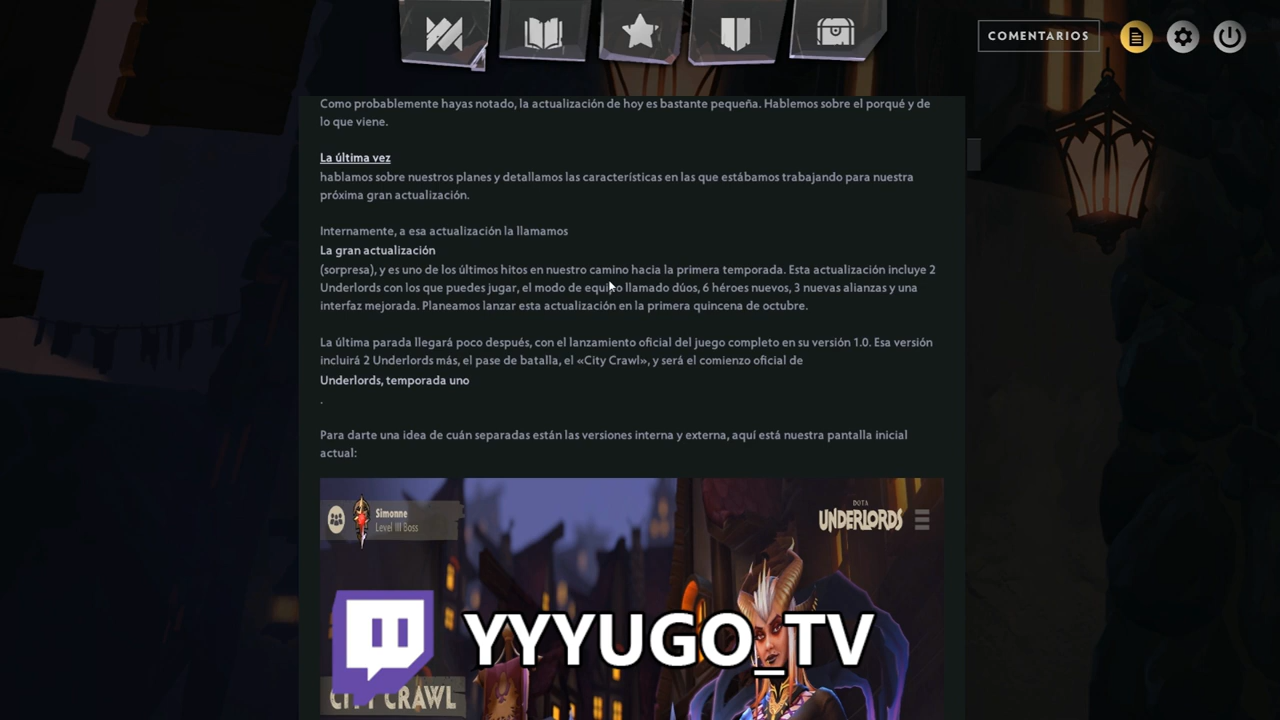 COMENTARIOS
Como probablemente hayas notado, la actualización de hoy es bastante pequeña. Hablemos sobre el porqué y de
lo que viene.
La última vez
hablamos sobre nuestros planes y detallamos las características en las que estábamos trabajando para nuestra
próxima gran actualización.
Internamente, a esa actualización la llamamos
La gran actualización
(sorpresa), y es uno de los últimos hitos en nuestro camino hacia la primera temporada. Esta actualización incluye 2
Underlords con los que puedes jugar, el modo de equipo llamado dúos, 6 héroes nuevos, 3 nuevas alianzas y una
interfaz mejorada. Planeamos lanzar esta actualización en la primera quincena de octubre.
La última parada llegará poco después, con el lanzamiento oficial del juego completo en su versión 1.0. Esa versión
incluirá 2 Underlords más, el pase de batalla, el «City Crawl», y será el comienzo oficial de
Underlords, temporada uno
.
Para darte una idea de cuán separadas están las versiones interna y externa, aquí está nuestra pantalla inicial
actual:
Simonne
Level III Boss
DOTA
UNDERLORDS
YYYUGO_TV
CITY CRAWL